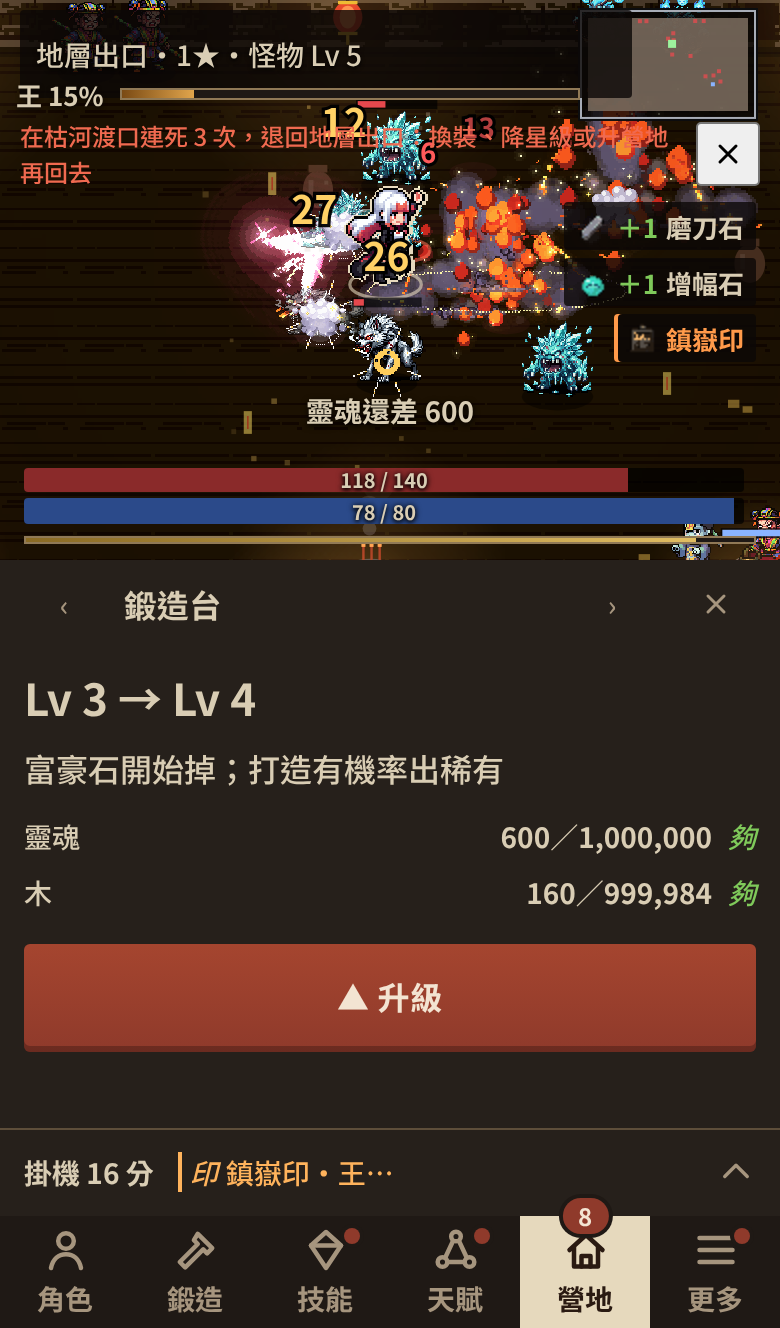 地層出口・1★・怪物 Lv 5
王 15%
在枯河渡口連死 3 次，退回地層出口。換裝、降星級或升營地
再回去
12
13
6
27
26
+1 磨刀石
+1 增幅石
鎮嶽印
靈魂還差 600
118 / 140
78 / 80
‹ 鍛造台 ›
Lv 3 → Lv 4
富豪石開始掉；打造有機率出稀有
靈魂 600／1,000,000 夠
木 160／999,984 夠
▲ 升級
掛機 16 分 印 鎮嶽印・王…
8
角色 鍛造 技能 天賦 營地 更多